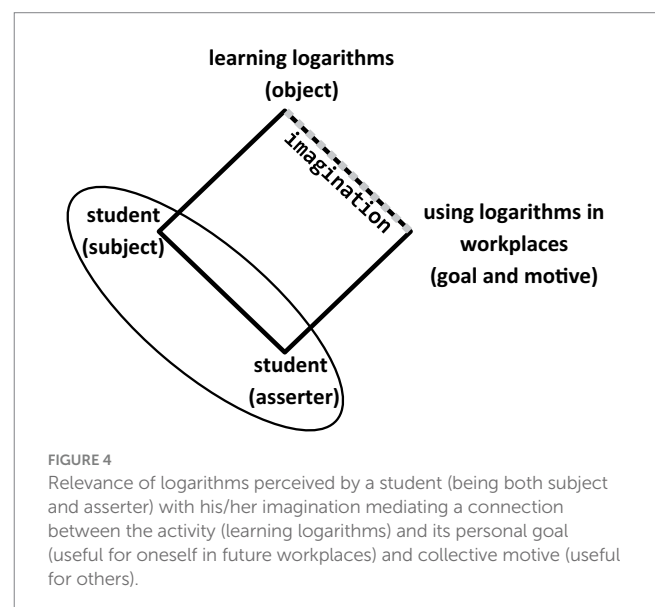 learning logarithms
(object)
imagination
student
(subject)
using logarithms in
workplaces
(goal and motive)
student
(asserter)
FIGURE 4
Relevance of logarithms perceived by a student (being both subject
and asserter) with his/her imagination mediating a connection
between the activity (learning logarithms) and its personal goal
(useful for oneself in future workplaces) and collective motive (useful
for others).